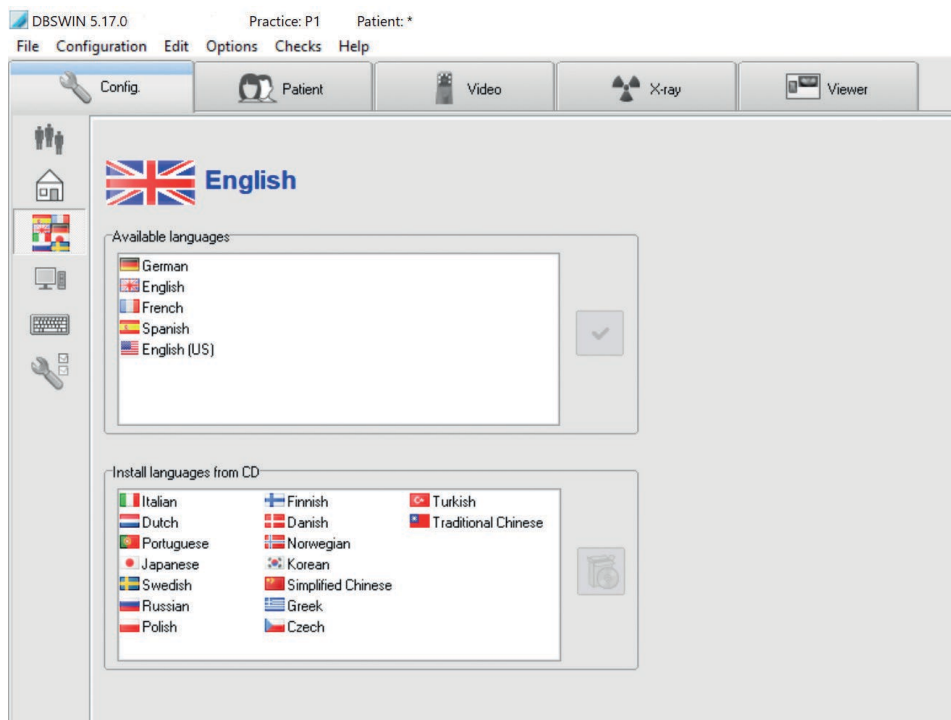 DBSWIN 5.17.0 Practice: P1 Patient: *
File Configuration Edit Options Checks Help
Config. Patient Video X-ray Viewer
English
Available languages
German
English
French
Spanish
English (US)
Install languages from CD
Italian Finnish Turkish
Dutch Danish Traditional Chinese
Portuguese Norwegian
Japanese Korean
Swedish Simplified Chinese
Russian Greek
Polish Czech